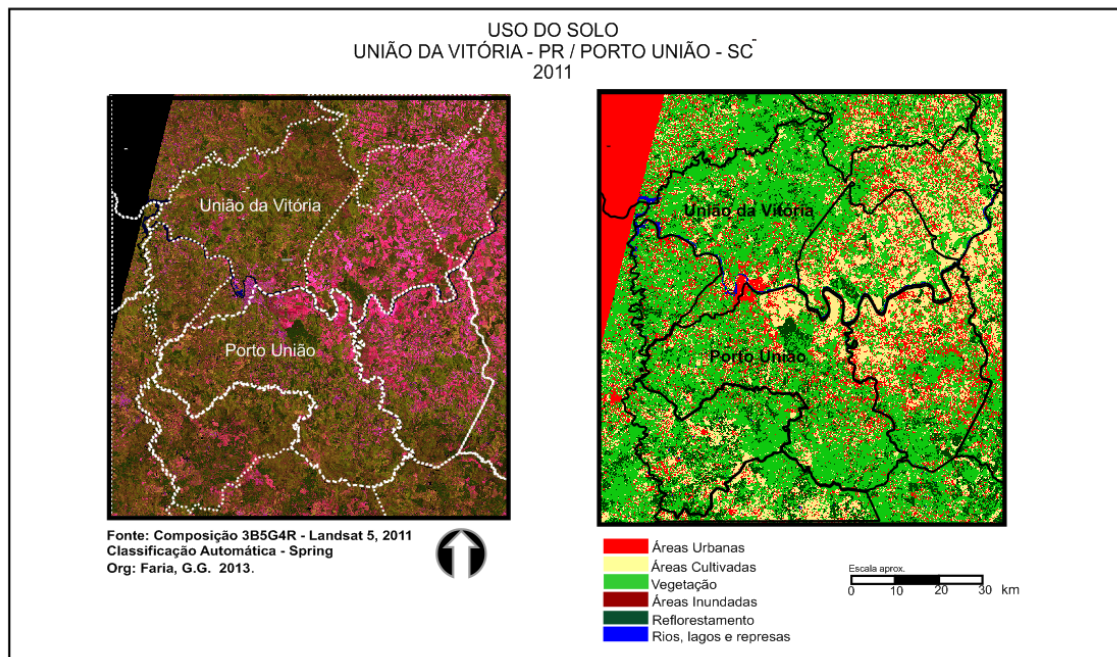 USO DO SOLO
UNIÃO DA VITÓRIA - PR / PORTO UNIÃO - SC
2011
União da Vitória
Porto União
União da Vitória
Porto União
Fonte: Composição 3B5G4R - Landsat 5, 2011
Classificação Automática - Spring
Org: Faria, G.G. 2013.
Áreas Urbanas
Áreas Cultivadas
Vegetação
Áreas Inundadas
Reflorestamento
Rios, lagos e represas
Escala aprox.
0 10 20 30 km